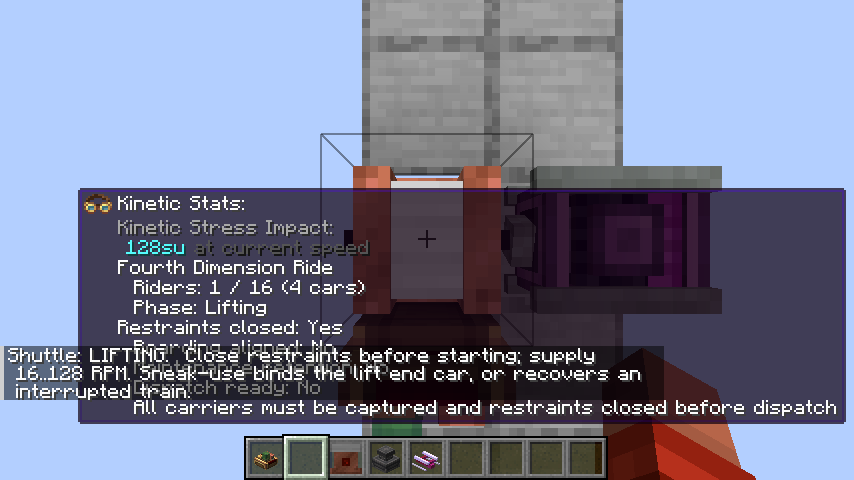 Kinetic Stats:
Kinetic Stress Impact:
128su at current speed
Fourth Dimension Ride
Riders: 1 / 16 (4 cars)
Phase: Lifting
Restraints closed: Yes
Boarding aligned: No
Shuttle: LIFTING. Close restraints before starting; supply
16..128 RPM. Sneak-use binds the lift end car, or recovers an
interrupted train.
Dispatch ready: No
All carriers must be captured and restraints closed before dispatch